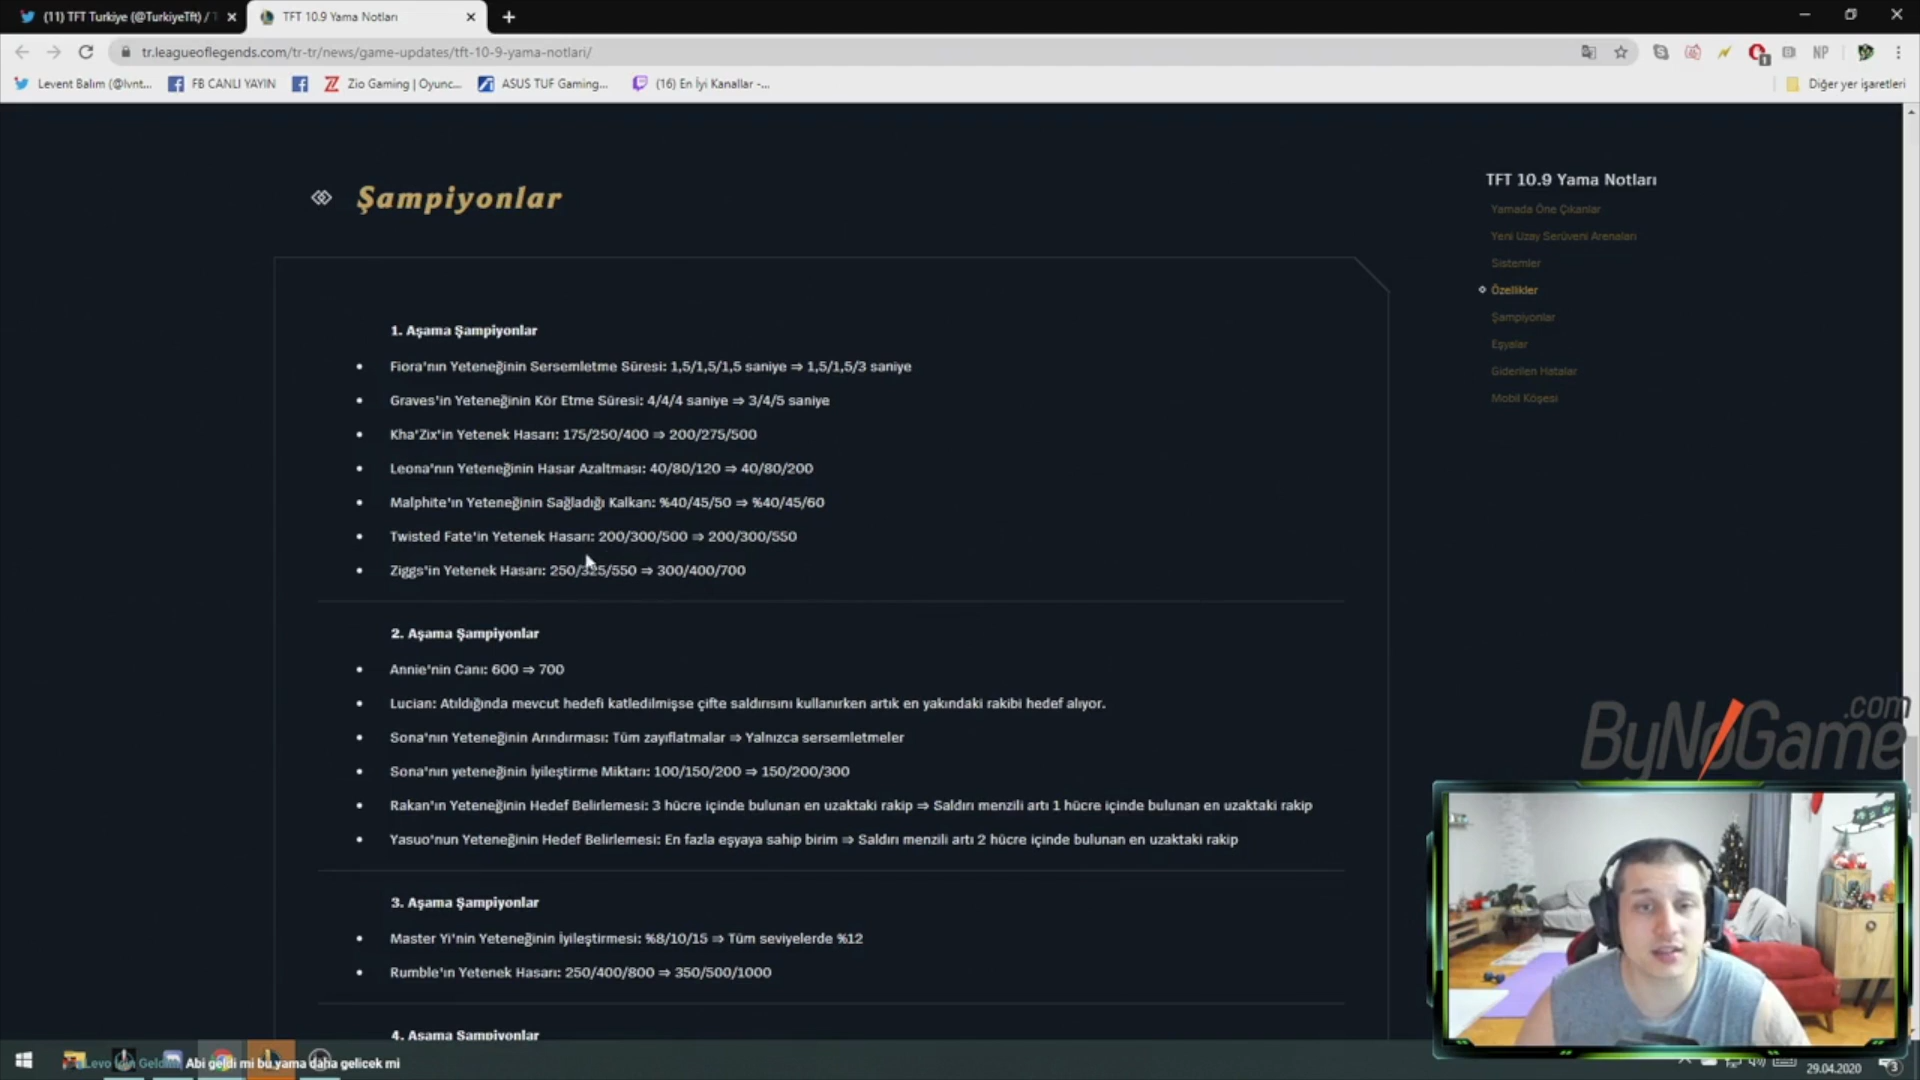 (11) TFT Turkiye (@TurkiyeTft) / T
TFT 10.9 Yama Notları
tr.leagueoflegends.com/tr-tr/news/game-updates/tft-10-9-yama-notlari/
NP
Levent Balım (@lvnt...
FB CANLI YAYIN
Zio Gaming | Oyunc...
ASUS TUF Gaming...
(16) En İyi Kanallar -...
Diğer yer işaretleri
Şampiyonlar
1. Aşama Şampiyonlar
Fiora'nın Yeteneğinin Sersemletme Süresi: 1,5/1,5/1,5 saniye ⇒ 1,5/1,5/3 saniye
Graves'in Yeteneğinin Kör Etme Süresi: 4/4/4 saniye ⇒ 3/4/5 saniye
Kha'Zix'in Yetenek Hasarı: 175/250/400 ⇒ 200/275/500
Leona'nın Yeteneğinin Hasar Azaltması: 40/80/120 ⇒ 40/80/200
Malphite'ın Yeteneğinin Sağladığı Kalkan: %40/45/50 ⇒ %40/45/60
Twisted Fate'in Yetenek Hasarı: 200/300/500 ⇒ 200/300/550
Ziggs'in Yetenek Hasarı: 250/325/550 ⇒ 300/400/700
2. Aşama Şampiyonlar
Annie'nin Canı: 600 ⇒ 700
Lucian: Atıldığında mevcut hedefi katledilmişse çifte saldırısını kullanırken artık en yakındaki rakibi hedef alıyor.
Sona'nın Yeteneğinin Arındırması: Tüm zayıflatmalar ⇒ Yalnızca sersemletmeler
Sona'nın yeteneğinin İyileştirme Miktarı: 100/150/200 ⇒ 150/200/300
Rakan'ın Yeteneğinin Hedef Belirlemesi: 3 hücre içinde bulunan en uzaktaki rakip ⇒ Saldırı menzili artı 1 hücre içinde bulunan en uzaktaki rakip
Yasuo'nun Yeteneğinin Hedef Belirlemesi: En fazla eşyaya sahip birim ⇒ Saldırı menzili artı 2 hücre içinde bulunan en uzaktaki rakip
3. Aşama Şampiyonlar
Master Yi'nin Yeteneğinin İyileştirmesi: %8/10/15 ⇒ Tüm seviyelerde %12
Rumble'ın Yetenek Hasarı: 250/400/800 ⇒ 350/500/1000
4. Aşama Şampiyonlar
TFT 10.9 Yama Notları
Yamada Öne Çıkanlar
Yeni Uzay Serüveni Arenaları
Sistemler
Özellikler
Şampiyonlar
Eşyalar
Giderilen Hatalar
Mobil Köşesi
ByNoGame.com
Abi geldi mi bu yama daha gelicek mi
29.04.2020
3